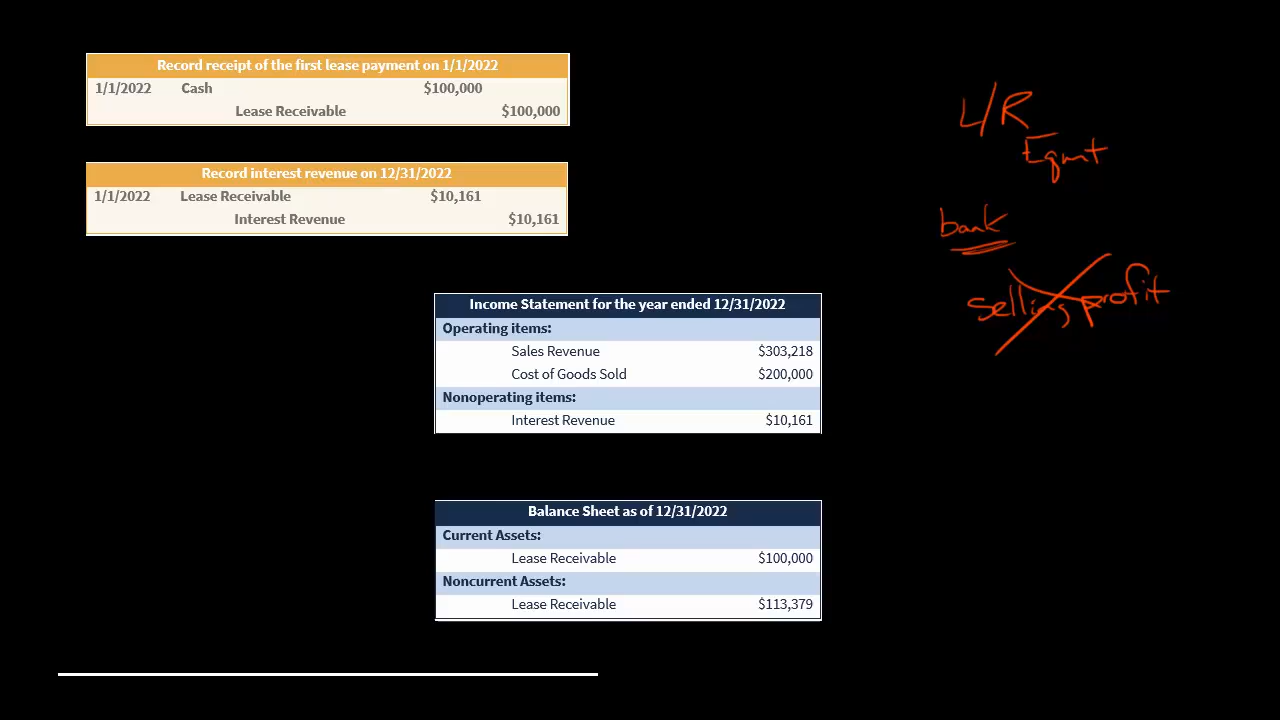 Record receipt of the first lease payment on 1/1/2022
1/1/2022 Cash $100,000
Lease Receivable $100,000
Record interest revenue on 12/31/2022
1/1/2022 Lease Receivable $10,161
Interest Revenue $10,161
Income Statement for the year ended 12/31/2022
Operating items:
Sales Revenue $303,218
Cost of Goods Sold $200,000
Nonoperating items:
Interest Revenue $10,161
Balance Sheet as of 12/31/2022
Current Assets:
Lease Receivable $100,000
Noncurrent Assets:
Lease Receivable $113,379
L/R
Eqmt
bank
selling profit